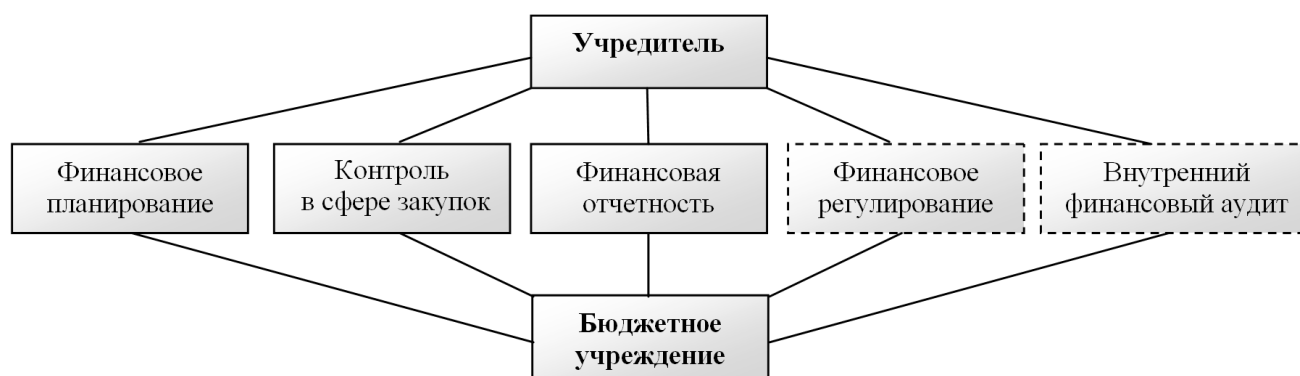 Учредитель
Финансовое
планирование
Контроль
в сфере закупок
Финансовая
отчетность
Финансовое
регулирование
Внутренний
финансовый аудит
Бюджетное
учреждение